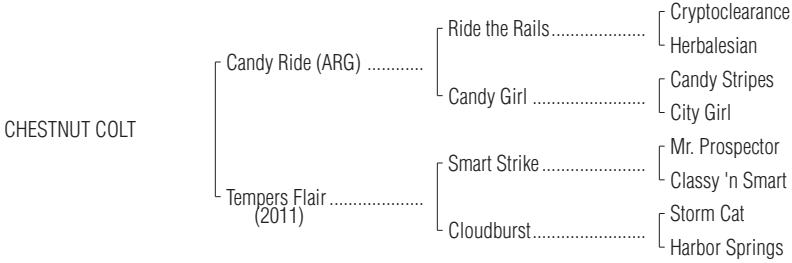 Cryptoclearance
Ride the Rails....................
Herbalesian
Candy Ride (ARG) ............
Candy Stripes
Candy Girl ........................
City Girl
CHESTNUT COLT
Mr. Prospector
Smart Strike......................
Classy 'n Smart
Tempers Flair ....................
(2011)
Storm Cat
Cloudburst........................
Harbor Springs